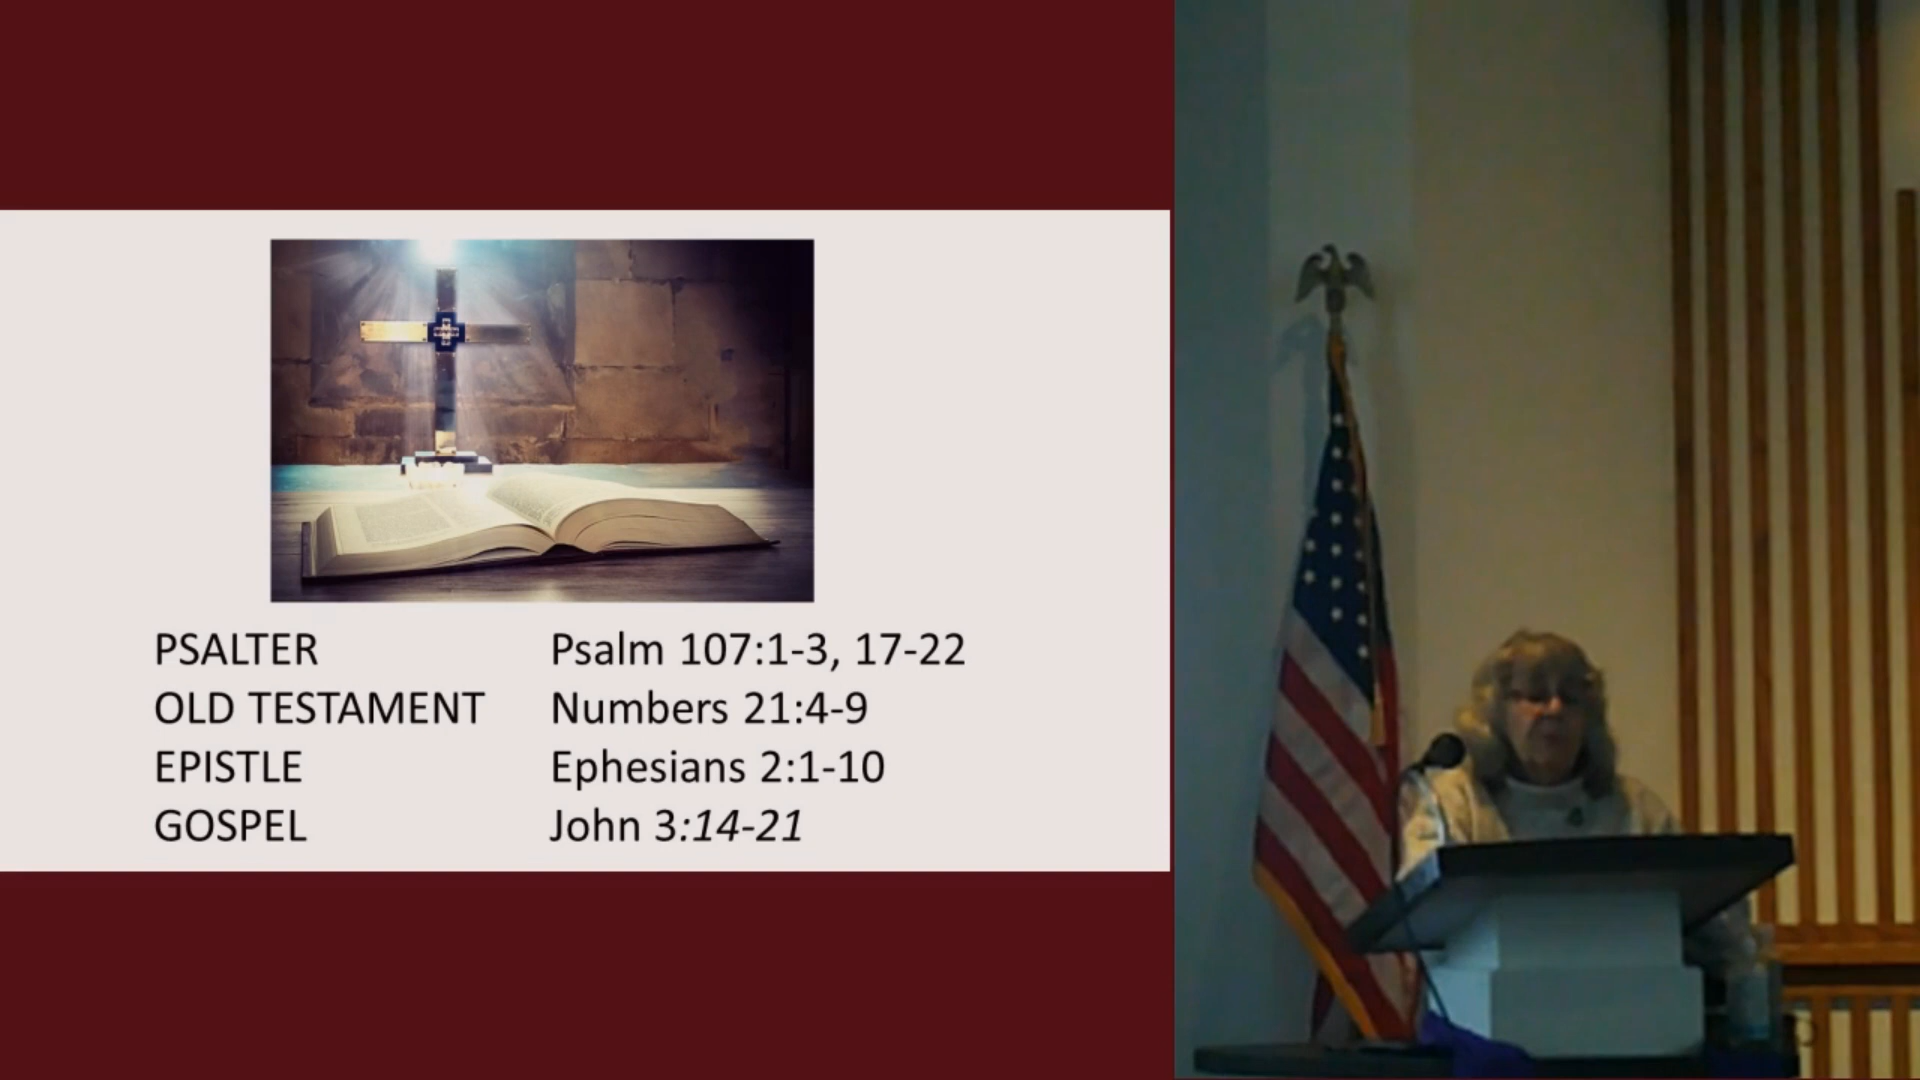 PSALTER Psalm 107:1-3, 17-22
OLD TESTAMENT Numbers 21:4-9
EPISTLE Ephesians 2:1-10
GOSPEL John 3:14-21